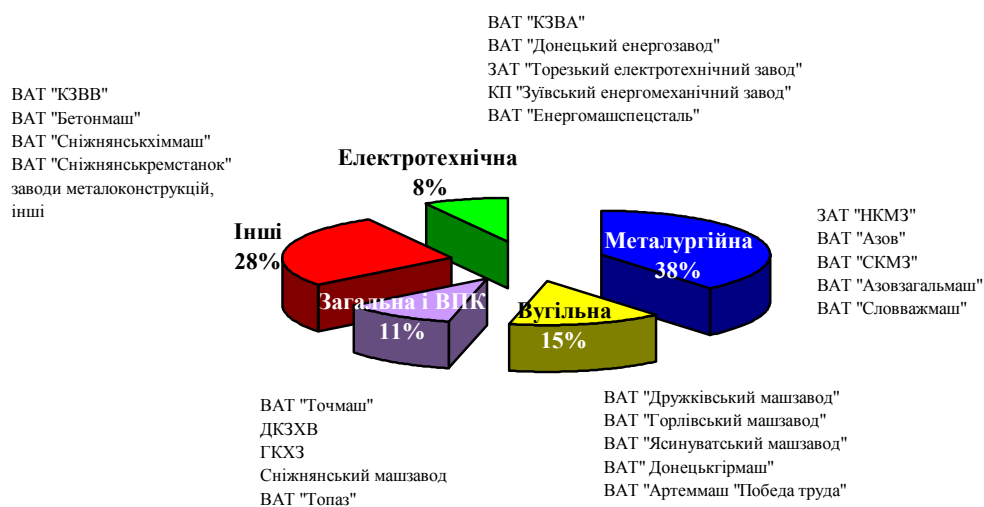 ВАТ "КЗВА"
ВАТ "Донецький енергозавод"
ЗАТ "Торезький електротехнічний завод"
КП "Зуївський енергомеханічний завод"
ВАТ "Енергомашспецсталь"
ВАТ "КЗВВ"
ВАТ "Бетонмаш"
ВАТ "Сніжнянськхіммаш"
ВАТ "Сніжнянськремстанок"
заводи металоконструкцій,
інші
Електротехнічна
8%
Інші
28%
Металургійна
38%
ЗАТ "НКМЗ"
ВАТ "Азов"
ВАТ "СКМЗ"
ВАТ "Азовзагальмаш"
ВАТ "Словважмаш"
Загальна і ВПК
11%
Вугільна
15%
ВАТ "Точмаш"
ДКЗХВ
ГКХЗ
Сніжнянський машзавод
ВАТ "Топаз"
ВАТ "Дружківський машзавод"
ВАТ "Горлівський машзавод"
ВАТ "Ясинуватський машзавод"
ВАТ" Донецькгірмаш"
ВАТ "Артеммаш "Победа труда"